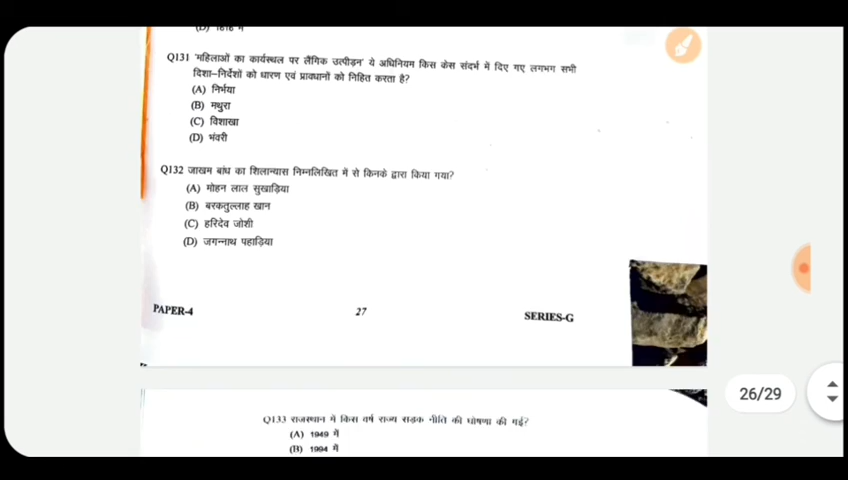 Q131 'महिलाओं का कार्यस्थल पर लैंगिक उत्पीड़न' ये अधिनियम किस केस संदर्भ में दिए गए लगभग सभी
दिशा-निर्देशों को धारण एवं प्रावधानों को निहित करता है?
(A) निर्भया
(B) मथुरा
(C) विशाखा
(D) भंवरी
Q132 जाखम बांध का शिलान्यास निम्नलिखित में से किनके द्वारा किया गया?
(A) मोहन लाल सुखाड़िया
(B) बरकतुल्लाह खान
(C) हरिदेव जोशी
(D) जगन्नाथ पहाड़िया
PAPER-4
27
SERIES-G
26/29
Q133 राजस्थान में किस वर्ष राज्य सड़क नीति की घोषणा की गई?
(A) 1949 में
(B) 1994 में